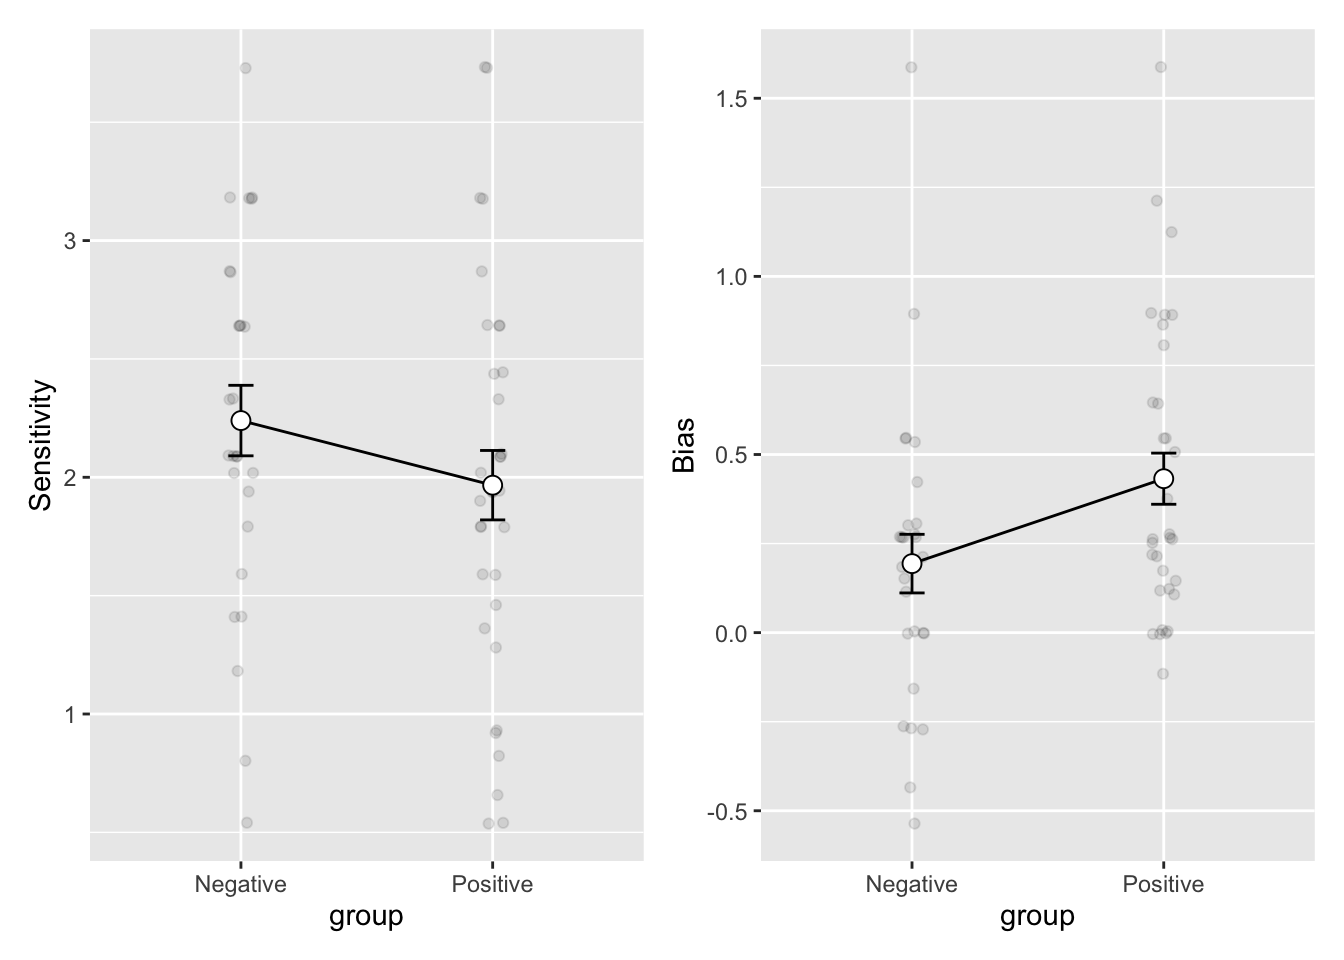 Sensitivity
3
2
1
Negative
Positive
group
Bias
1.5
1.0
0.5
0.0
-0.5
Negative
Positive
group